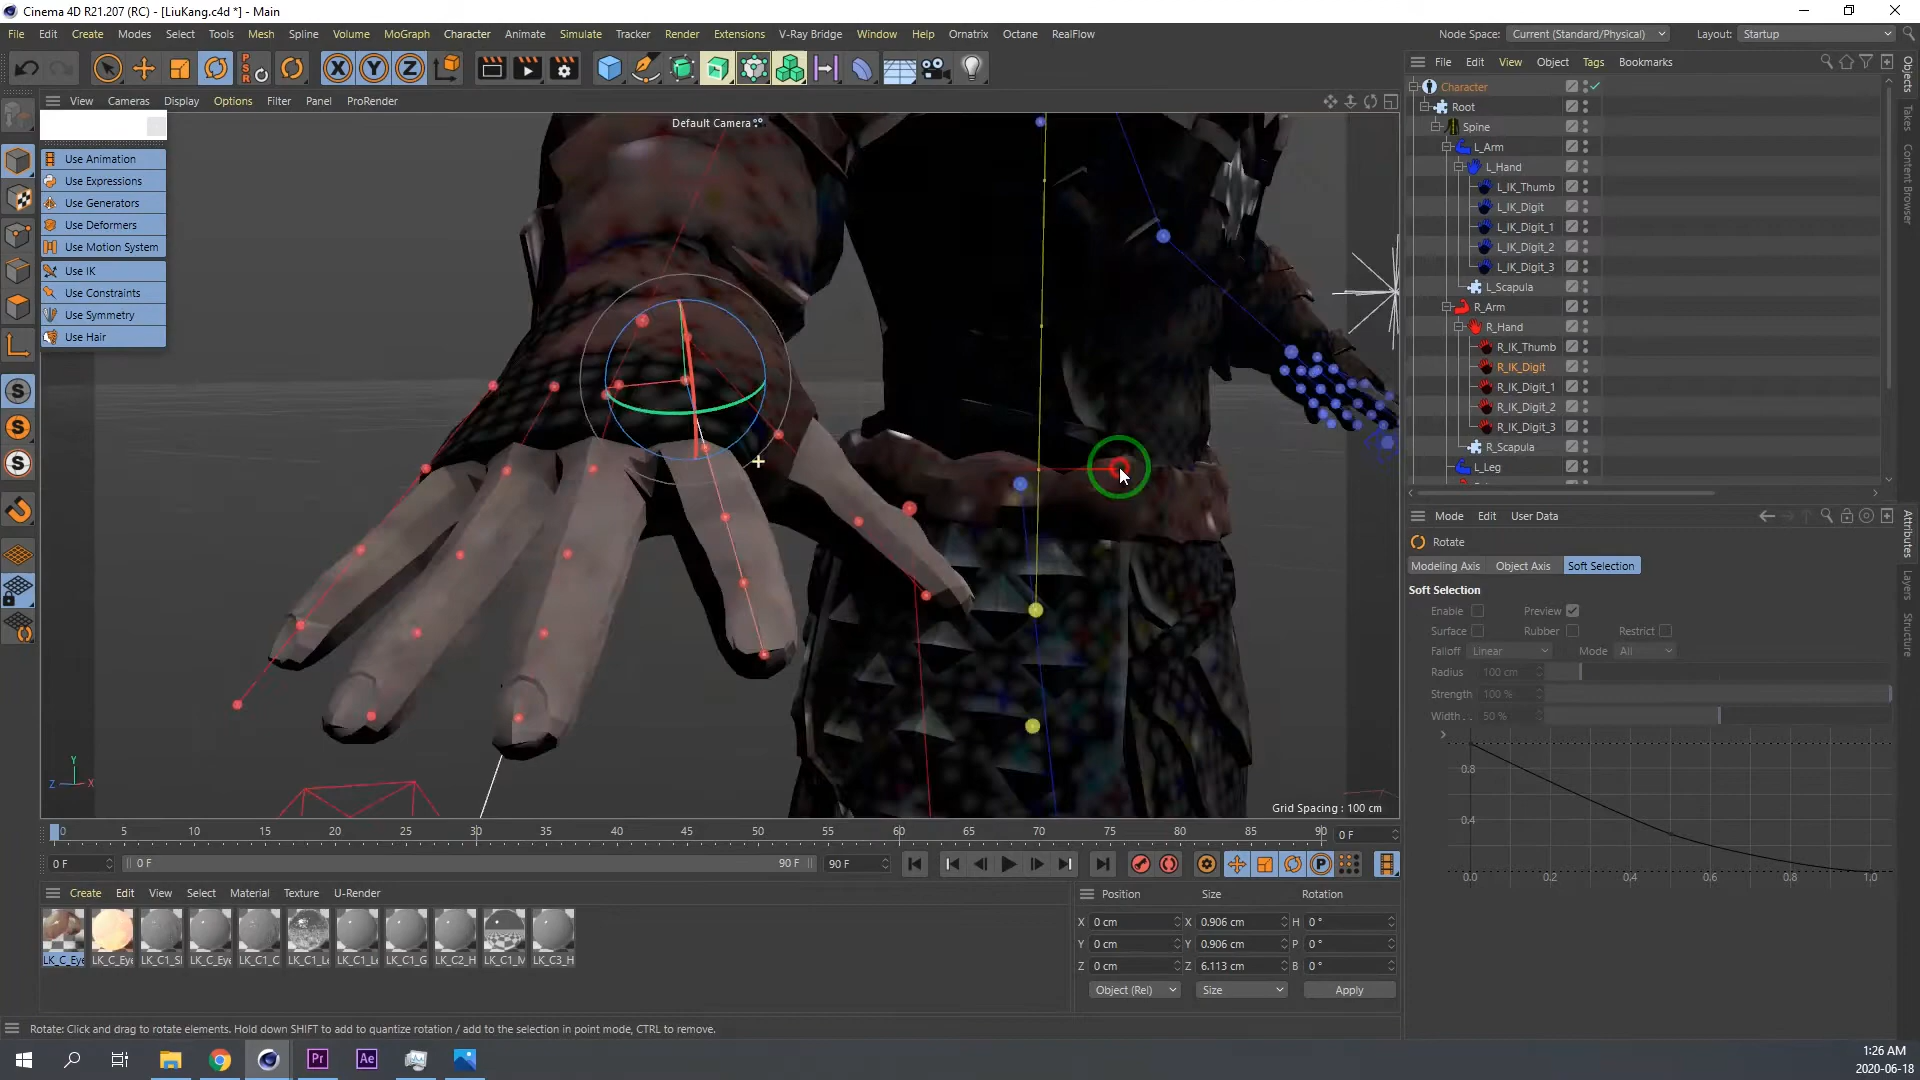 Cinema 4D R21.207 (RC) - [LiuKang.c4d *] - Main
File Edit Create Modes Select Tools Mesh Spline Volume MoGraph Character Animate Simulate Tracker Render Extensions V-Ray Bridge Window Help Ornatrix Octane RealFlow
Node Space: Current (Standard/Physical) Layout: Startup
P S R X Y Z
File Edit View Object Tags Bookmarks
View Cameras Display Options Filter Panel ProRender
Default Camera
Use Animation
Use Expressions
Use Generators
Use Deformers
Use Motion System
Use IK
Use Constraints
Use Symmetry
Use Hair
S
S
S
Y
Z X
Grid Spacing : 100 cm
Character
Root
Spine
L_Arm
L_Hand
L_IK_Thumb
L_IK_Digit
L_IK_Digit_1
L_IK_Digit_2
L_IK_Digit_3
L_Scapula
R_Arm
R_Hand
R_IK_Thumb
R_IK_Digit
R_IK_Digit_1
R_IK_Digit_2
R_IK_Digit_3
R_Scapula
L_Leg
Objects
Takes
Content Browser
Attributes
Layers
Structure
Mode Edit User Data
Rotate
Modeling Axis Object Axis Soft Selection
Soft Selection
Enable Preview
Surface Rubber Restrict
Falloff Linear Mode All
Radius 100 cm
Strength 100 %
Width . . 50 %
0.8
0.4
0.0 0.2 0.4 0.6 0.8 1.0
0 5 10 15 20 25 30 35 40 45 50 55 60 65 70 75 80 85 90 0 F
0 F 0 F 90 F 90 F
P
Create Edit View Select Material Texture U-Render
LK_C_Eye LK_C_Eye LK_C1_Sl LK_C_Eye LK_C1_C LK_C1_Le LK_C1_Le LK_C1_G LK_C2_H LK_C1_M LK_C3_H
Position Size Rotation
X 0 cm X 0.906 cm H 0 °
Y 0 cm Y 0.906 cm P 0 °
Z 0 cm Z 6.113 cm B 0 °
Object (Rel) Size Apply
Rotate: Click and drag to rotate elements. Hold down SHIFT to add to quantize rotation / add to the selection in point mode, CTRL to remove.
Pr Ae
1:26 AM
2020-06-18